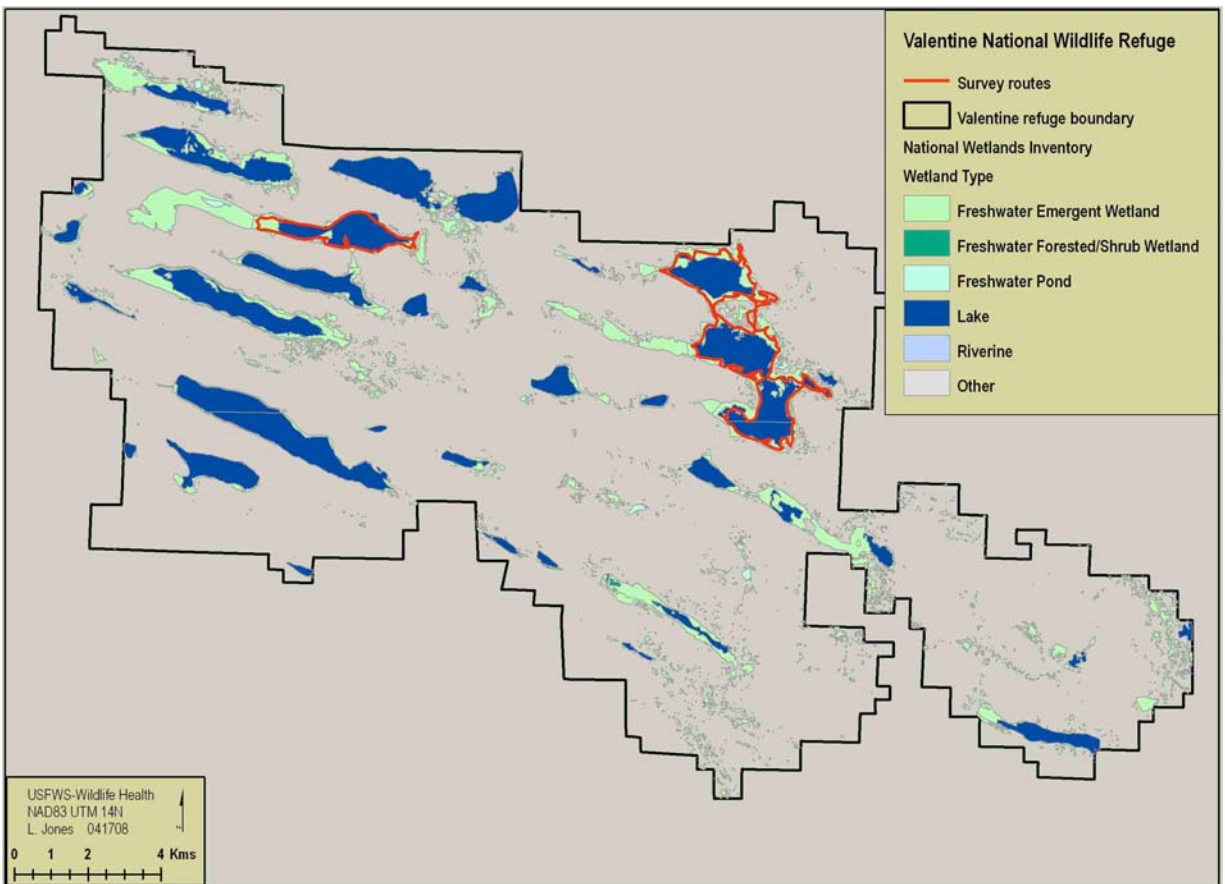 Valentine National Wildlife Refuge
Survey routes
Valentine refuge boundary
National Wetlands Inventory
Wetland Type
Freshwater Emergent Wetland
Freshwater Forested/Shrub Wetland
Freshwater Pond
Lake
Riverine
Other
USFWS-Wildlife Health
NAD83 UTM 14N
L. Jones 041708
0 1 2 4 Kms